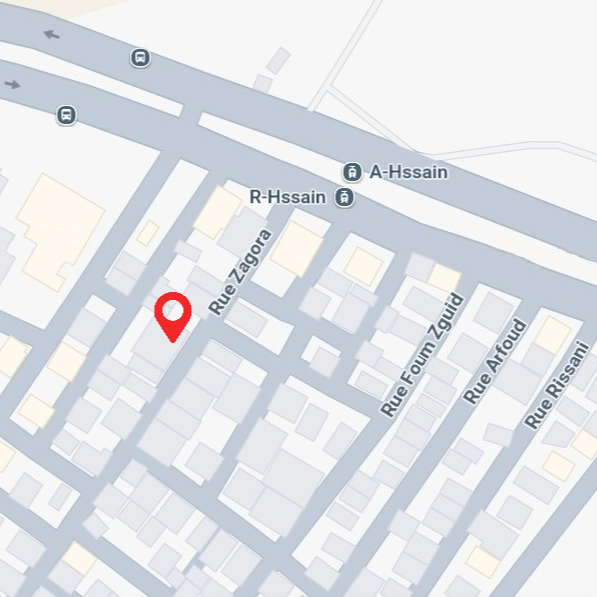 A-Hssain
R-Hssain
Rue Zagora
Rue Foum Zguid
Rue Arfoud
Rue Rissani